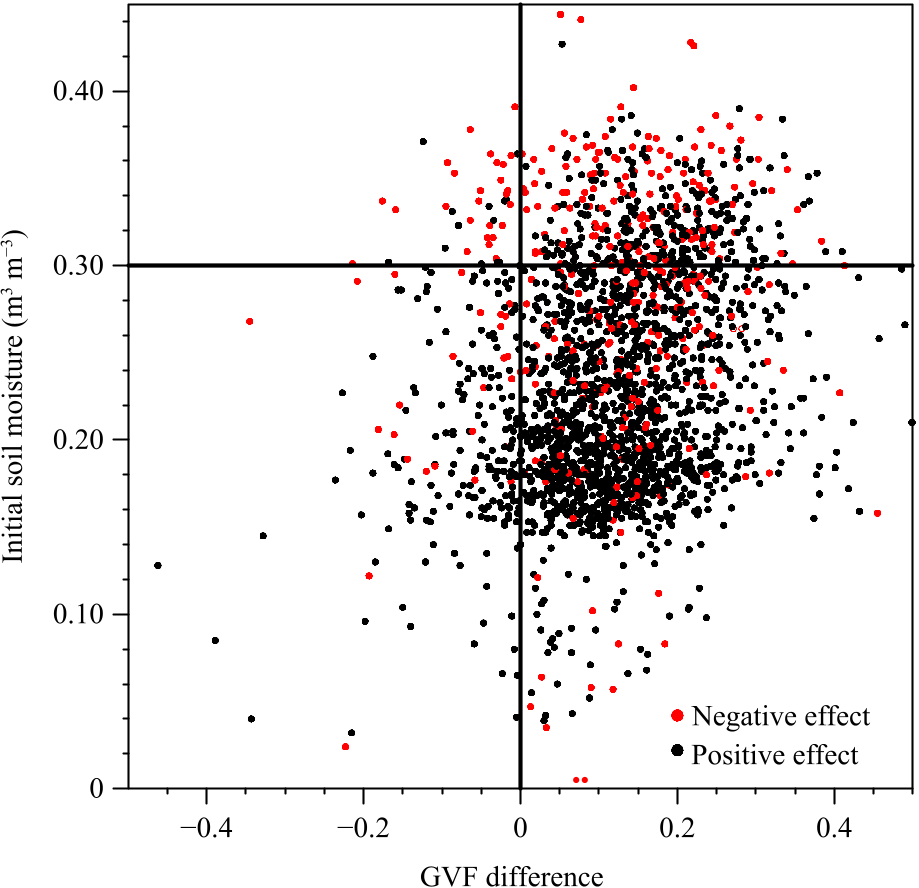 Initial soil moisture (m³ m⁻³)
0.40
0.30
0.20
0.10
0
−0.4
−0.2
0
0.2
0.4
GVF difference
Negative effect
Positive effect